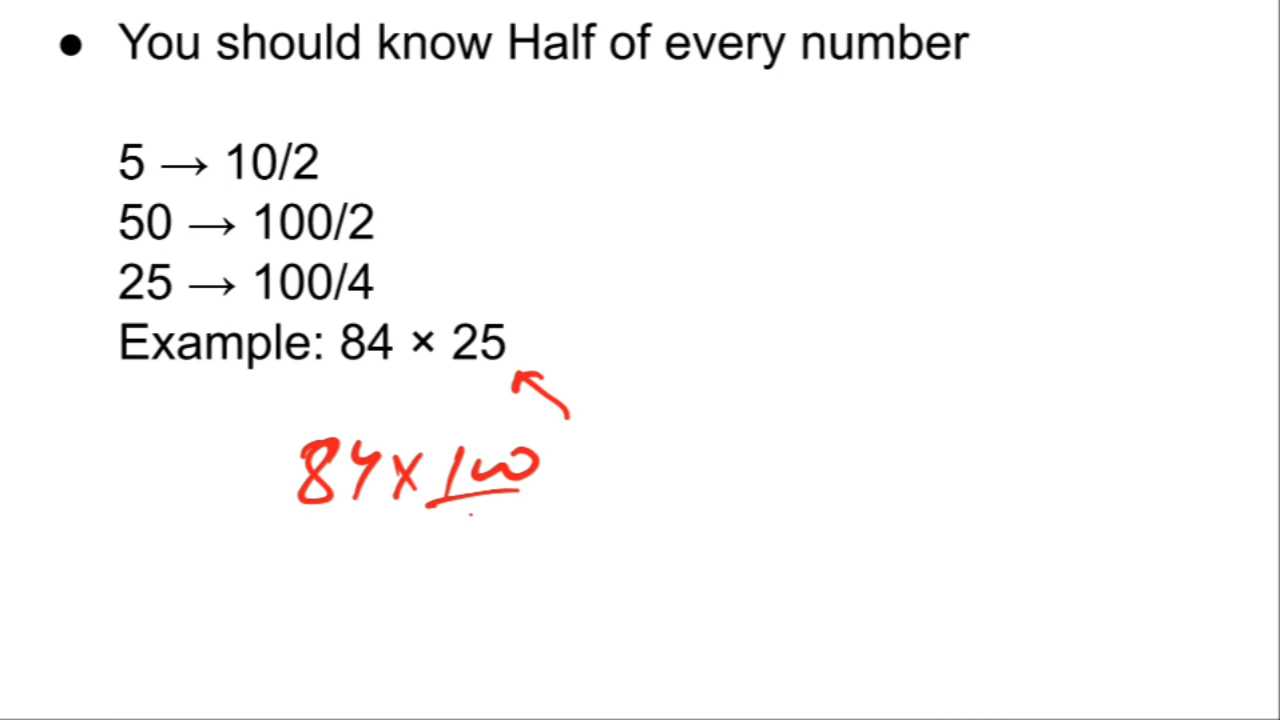 ● You should know Half of every number
5 → 10/2
50 → 100/2
25 → 100/4
Example: 84 × 25
84 × 100